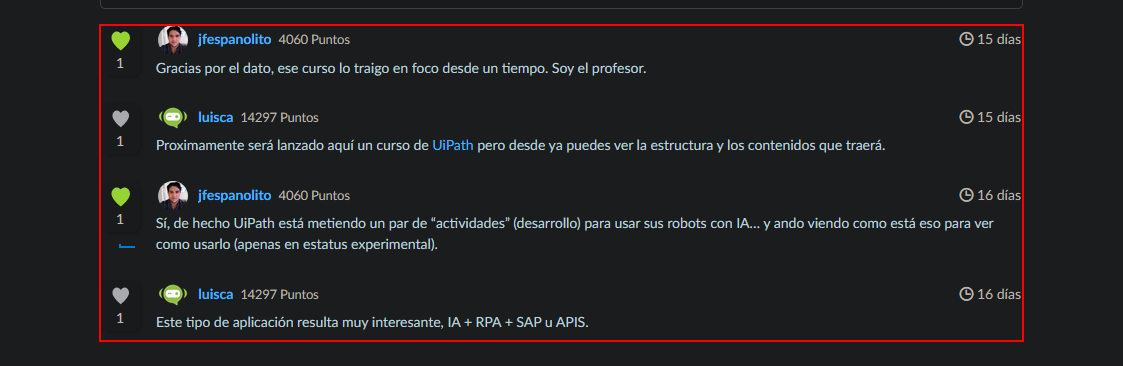 jfespanolito 4060 Puntos 15 días
1
Gracias por el dato, ese curso lo traigo en foco desde un tiempo. Soy el profesor.
luisca 14297 Puntos 15 días
1
Proximamente será lanzado aquí un curso de UiPath pero desde ya puedes ver la estructura y los contenidos que traerá.
jfespanolito 4060 Puntos 16 días
1
Sí, de hecho UiPath está metiendo un par de “actividades” (desarrollo) para usar sus robots con IA... y ando viendo como está eso para ver
como usarlo (apenas en estatus experimental).
luisca 14297 Puntos 16 días
1
Este tipo de aplicación resulta muy interesante, IA + RPA + SAP u APIS.